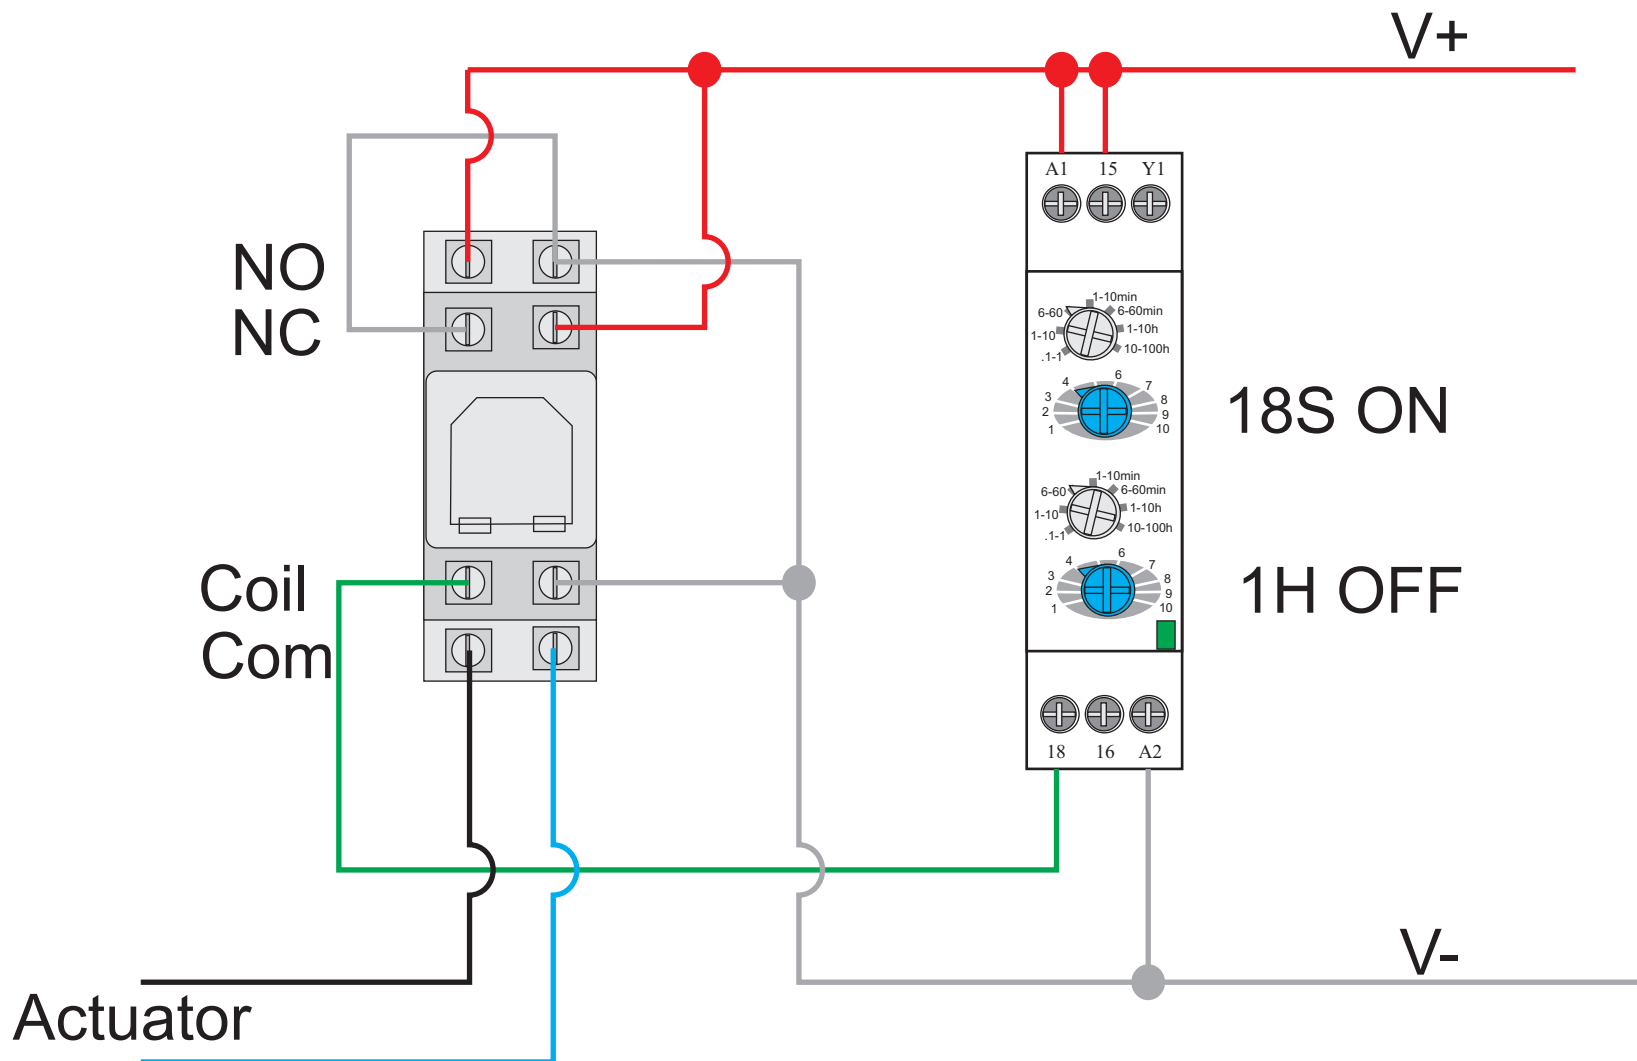 V+
A1 15 Y1
NO
NC
1-10min
6-60 6-60min
1-10 1-10h
.1-1 10-100h
4 6 7
3 8
2 9
1 10
18S ON
1-10min
6-60 6-60min
1-10 1-10h
.1-1 10-100h
4 6 7
3 8
2 9
1 10
1H OFF
Coil
Com
18 16 A2
V-
Actuator